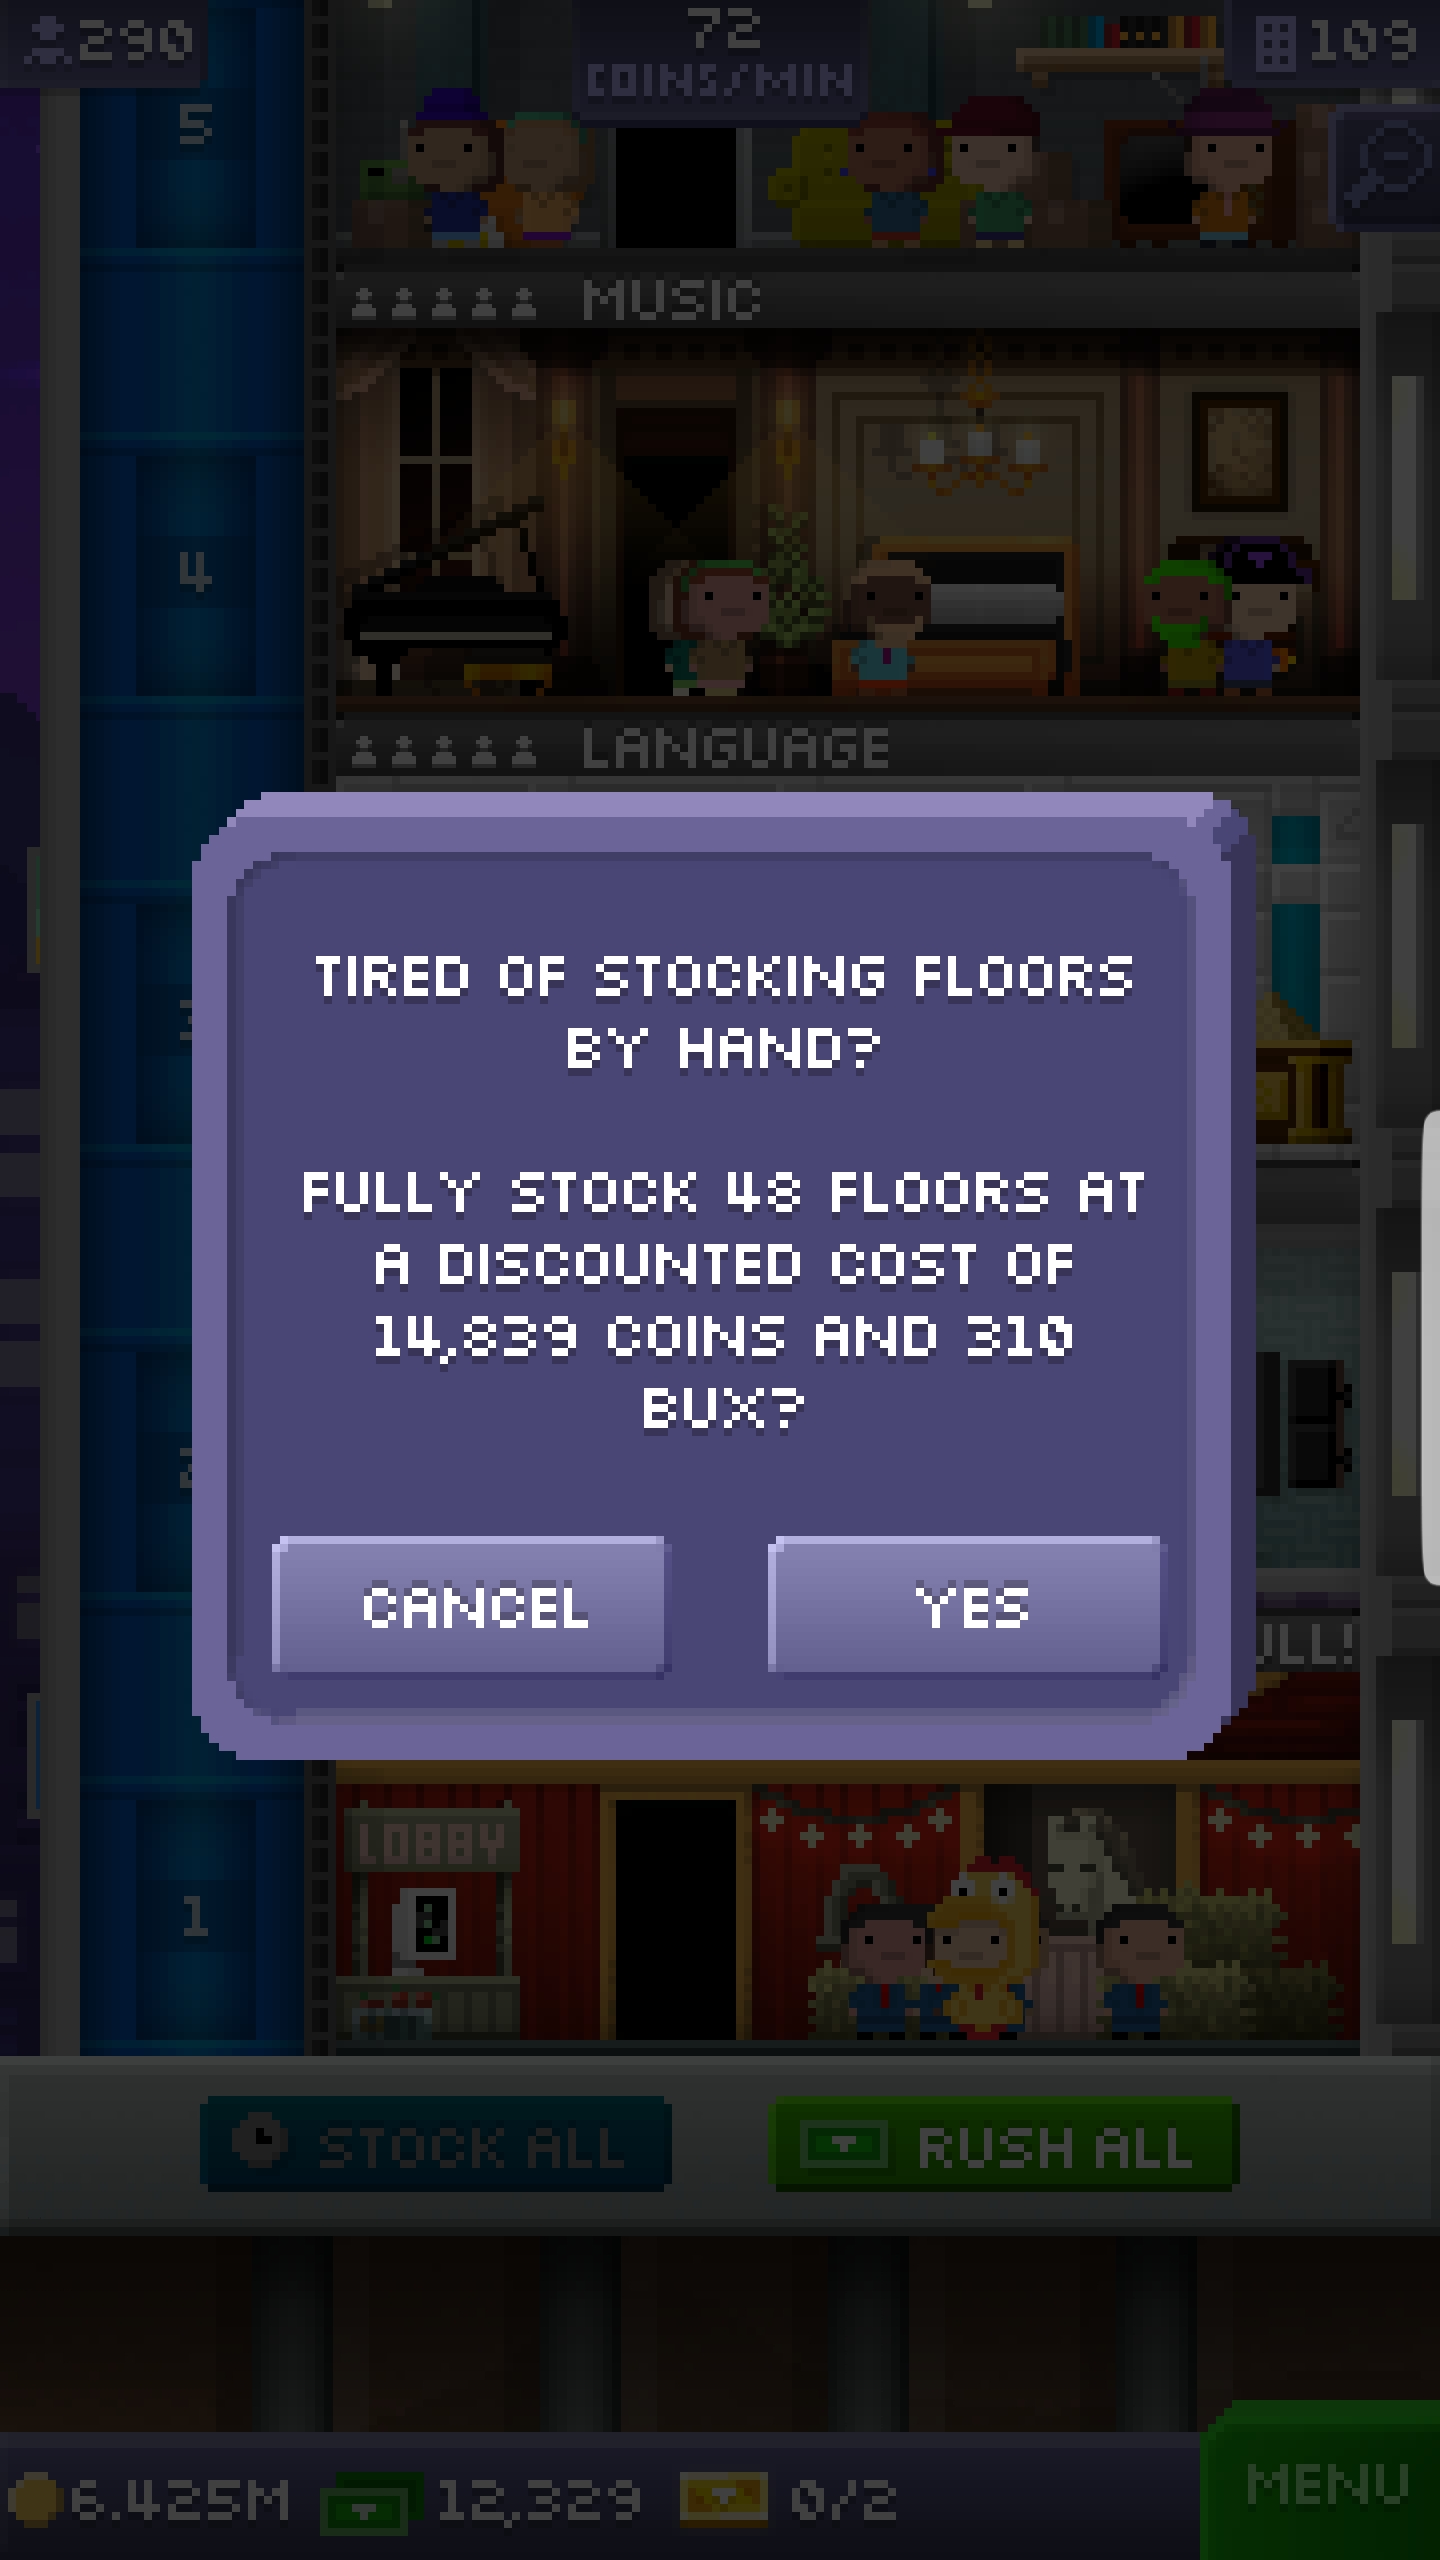 290
72
COINS/MIN
109
5
MUSIC
4
LANGUAGE
TIRED OF STOCKING FLOORS
BY HAND?
FULLY STOCK 48 FLOORS AT
A DISCOUNTED COST OF
14,839 COINS AND 310
BUX?
CANCEL
YES
LOBBY
1
STOCK ALL
RUSH ALL
6.425M
12,329
0/2
MENU